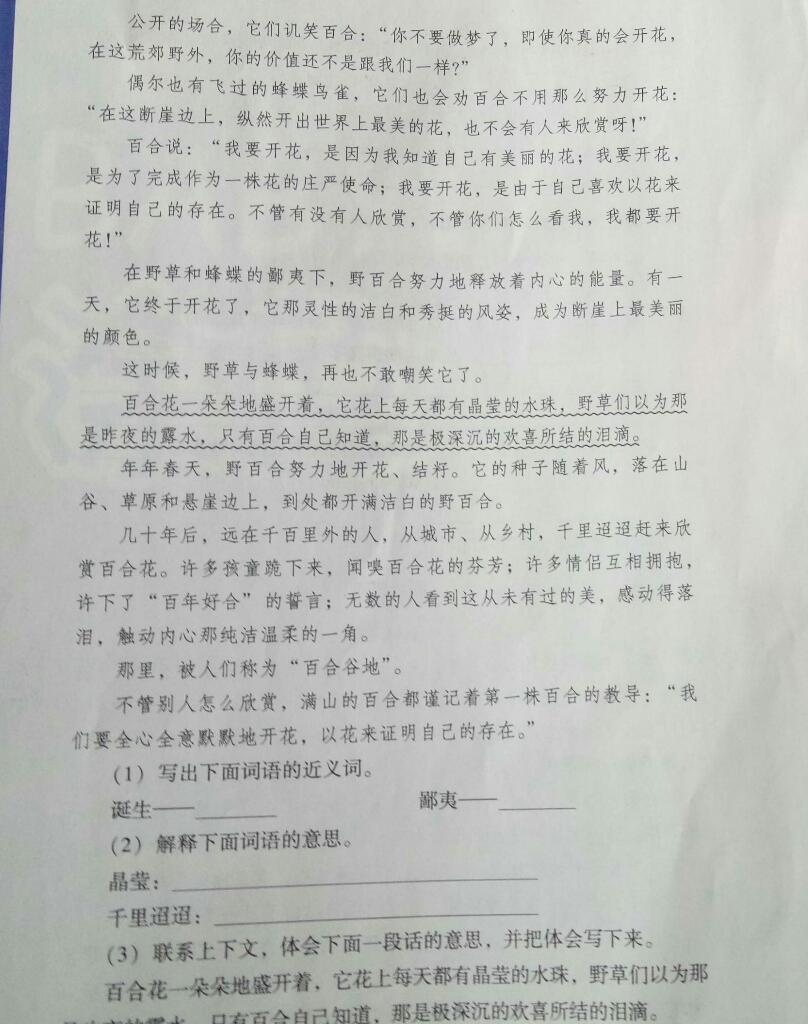 公开的场合，它们讥笑百合：“你不要做梦了，即使你真的会开花，
在这荒郊野外，你的价值还不是跟我们一样？”
偶尔也有飞过的蜂蝶鸟雀，它们也会劝百合不用那么努力开花：
“在这断崖边上，纵然开出世界上最美的花，也不会有人来欣赏呀！”
百合说：“我要开花，是因为我知道自己有美丽的花；我要开花，
是为了完成作为一株花的庄严使命；我要开花，是由于自己喜欢以花来
证明自己的存在。不管有没有人欣赏，不管你们怎么看我，我都要开
花！”
在野草和蜂蝶的鄙夷下，野百合努力地释放着内心的能量。有一
天，它终于开花了，它那灵性的洁白和秀挺的风姿，成为断崖上最美丽
的颜色。
这时候，野草与蜂蝶，再也不敢嘲笑它了。
百合花一朵朵地盛开着，它花上每天都有晶莹的水珠，野草们以为那
是昨夜的露水，只有百合自己知道，那是极深沉的欢喜所结的泪滴。
年年春天，野百合努力地开花、结籽。它的种子随着风，落在山
谷、草原和悬崖边上，到处都开满洁白的野百合。
几十年后，远在千百里外的人，从城市、从乡村，千里迢迢赶来欣
赏百合花。许多孩童跪下来，闻嗅百合花的芬芳；许多情侣互相拥抱，
许下了“百年好合”的誓言；无数的人看到这从未有过的美，感动得落
泪，触动内心那纯洁温柔的一角。
那里，被人们称为“百合谷地”。
不管别人怎么欣赏，满山的百合都谨记着第一株百合的教导：“我
们要全心全意默默地开花，以花来证明自己的存在。”
（1）写出下面词语的近义词。
诞生——________ 鄙夷——________
（2）解释下面词语的意思。
晶莹：________
千里迢迢：________
（3）联系上下文，体会下面一段话的意思，并把体会写下来。
百合花一朵朵地盛开着，它花上每天都有晶莹的水珠，野草们以为那
是昨夜的露水，只有百合自己知道，那是极深沉的欢喜所结的泪滴。